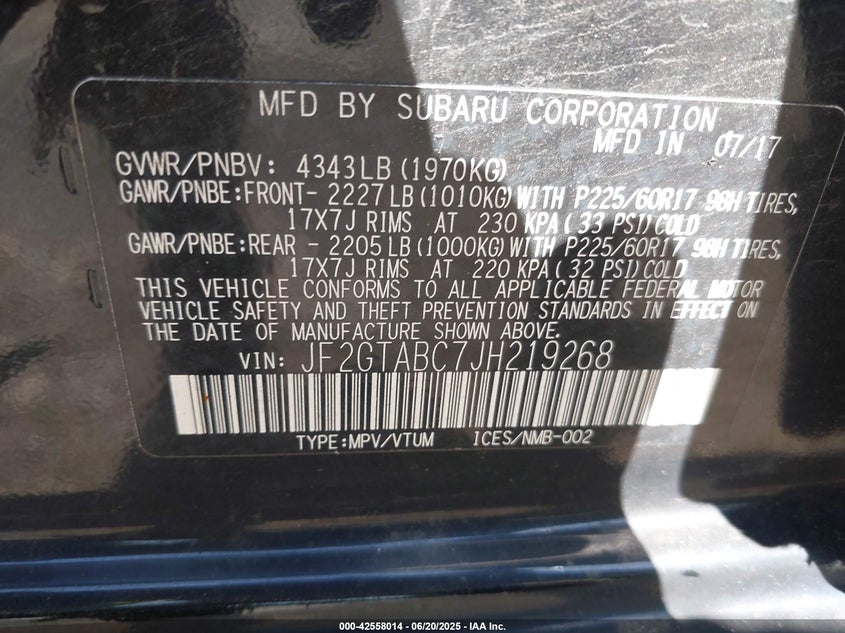 MFD BY SUBARU CORPORATION
MFD IN 07/17
GVWR/PNBV: 4343LB(1970KG)
GAWR/PNBE:FRONT- 2227LB(1010KG)WITH P225/60R17 98H TIRES,
17X7J RIMS AT 230 KPA(33 PSI)COLD
GAWR/PNBE:REAR - 2205LB(1000KG)WITH P225/60R17 98H TIRES,
17X7J RIMS AT 220 KPA(32 PSI)COLD
THIS VEHICLE CONFORMS TO ALL APPLICABLE FEDERAL MOTOR
VEHICLE SAFETY AND THEFT PREVENTION STANDARDS IN EFFECT ON
THE DATE OF MANUFACTURE SHOWN ABOVE.
VIN: JF2GTABC7JH219268
TYPE:MPV/VTUM ICES/NMB-002
000-42558014 - 06/20/2025 - IAA Inc.